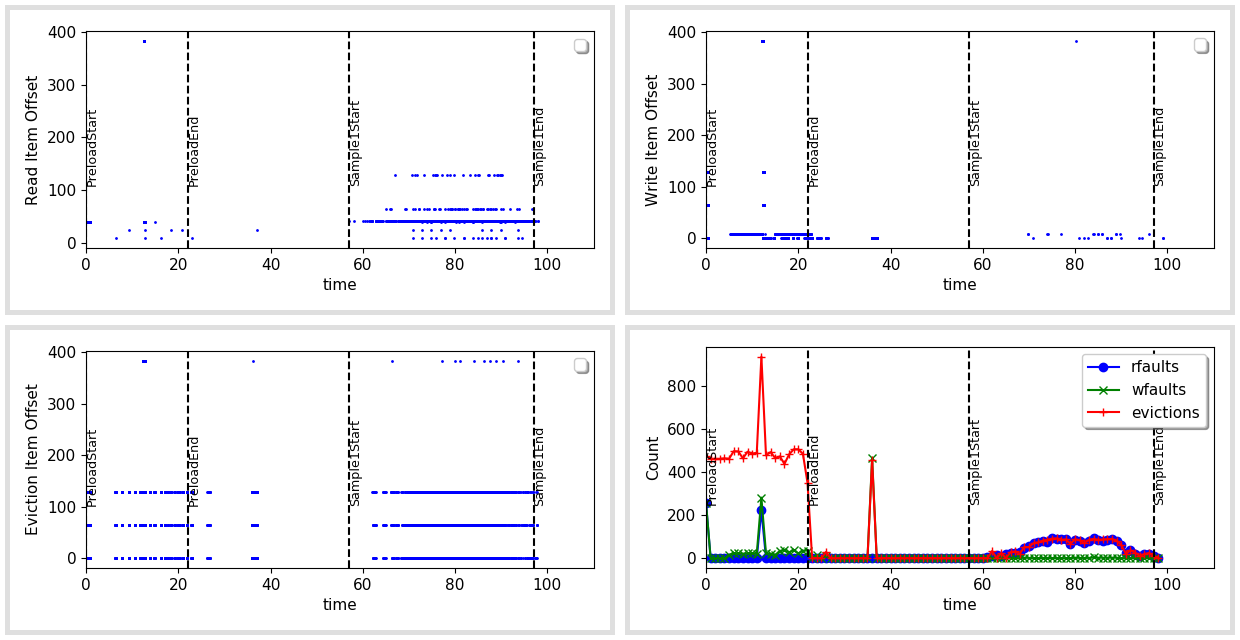 400
300
200
100
0
Read Item Offset
PreloadStart
PreloadEnd
Sample1Start
Sample1End
0 20 40 60 80 100
time
400
300
200
100
0
Write Item Offset
PreloadStart
PreloadEnd
Sample1Start
Sample1End
0 20 40 60 80 100
time
400
300
200
100
0
Eviction Item Offset
PreloadStart
PreloadEnd
Sample1Start
Sample1End
0 20 40 60 80 100
time
800
600
400
200
0
Count
PreloadStart
PreloadEnd
Sample1Start
Sample1End
rfaults
wfaults
evictions
0 20 40 60 80 100
time